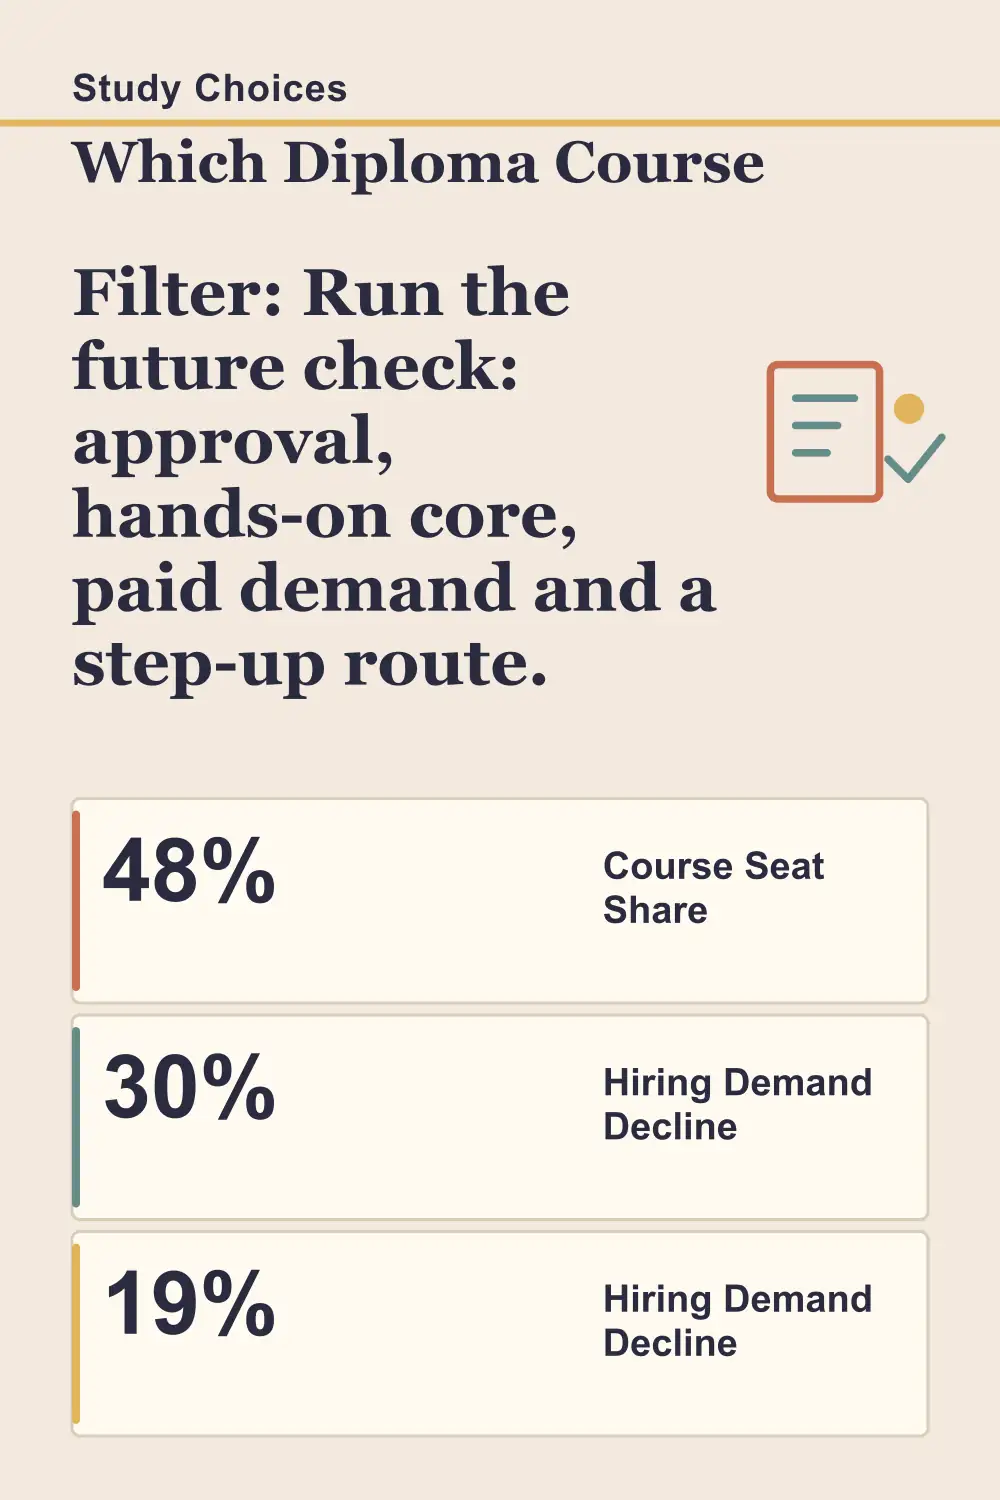 Study Choices
Which Diploma Course
Filter: Run the
future check:
approval,
hands-on core,
paid demand and a
step-up route.
48%
Course Seat
Share
30%
Hiring Demand
Decline
19%
Hiring Demand
Decline